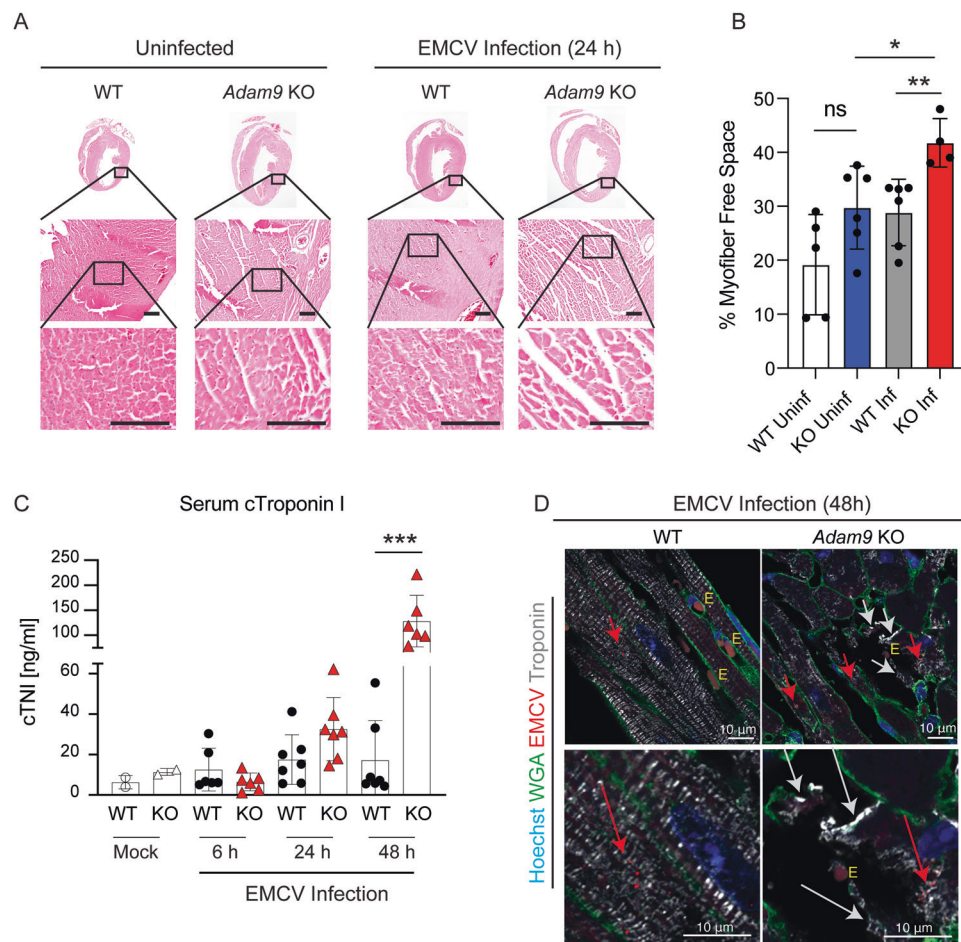 A
Uninfected
EMCV Infection (24 h)
WT
Adam9 KO
WT
Adam9 KO
B
*
**
ns
% Myofiber Free Space
50
40
30
20
10
0
WT Uninf
KO Uninf
WT Inf
KO Inf
C
Serum cTroponin I
***
cTNI [ng/ml]
250
200
150
100
60
40
20
0
WT KO WT KO WT KO WT KO
Mock 6 h 24 h 48 h
EMCV Infection
D
EMCV Infection (48h)
WT
Adam9 KO
Hoechst WGA EMCV Troponin
E
E
E
E
E
10 µm
10 µm
E
10 µm
10 µm